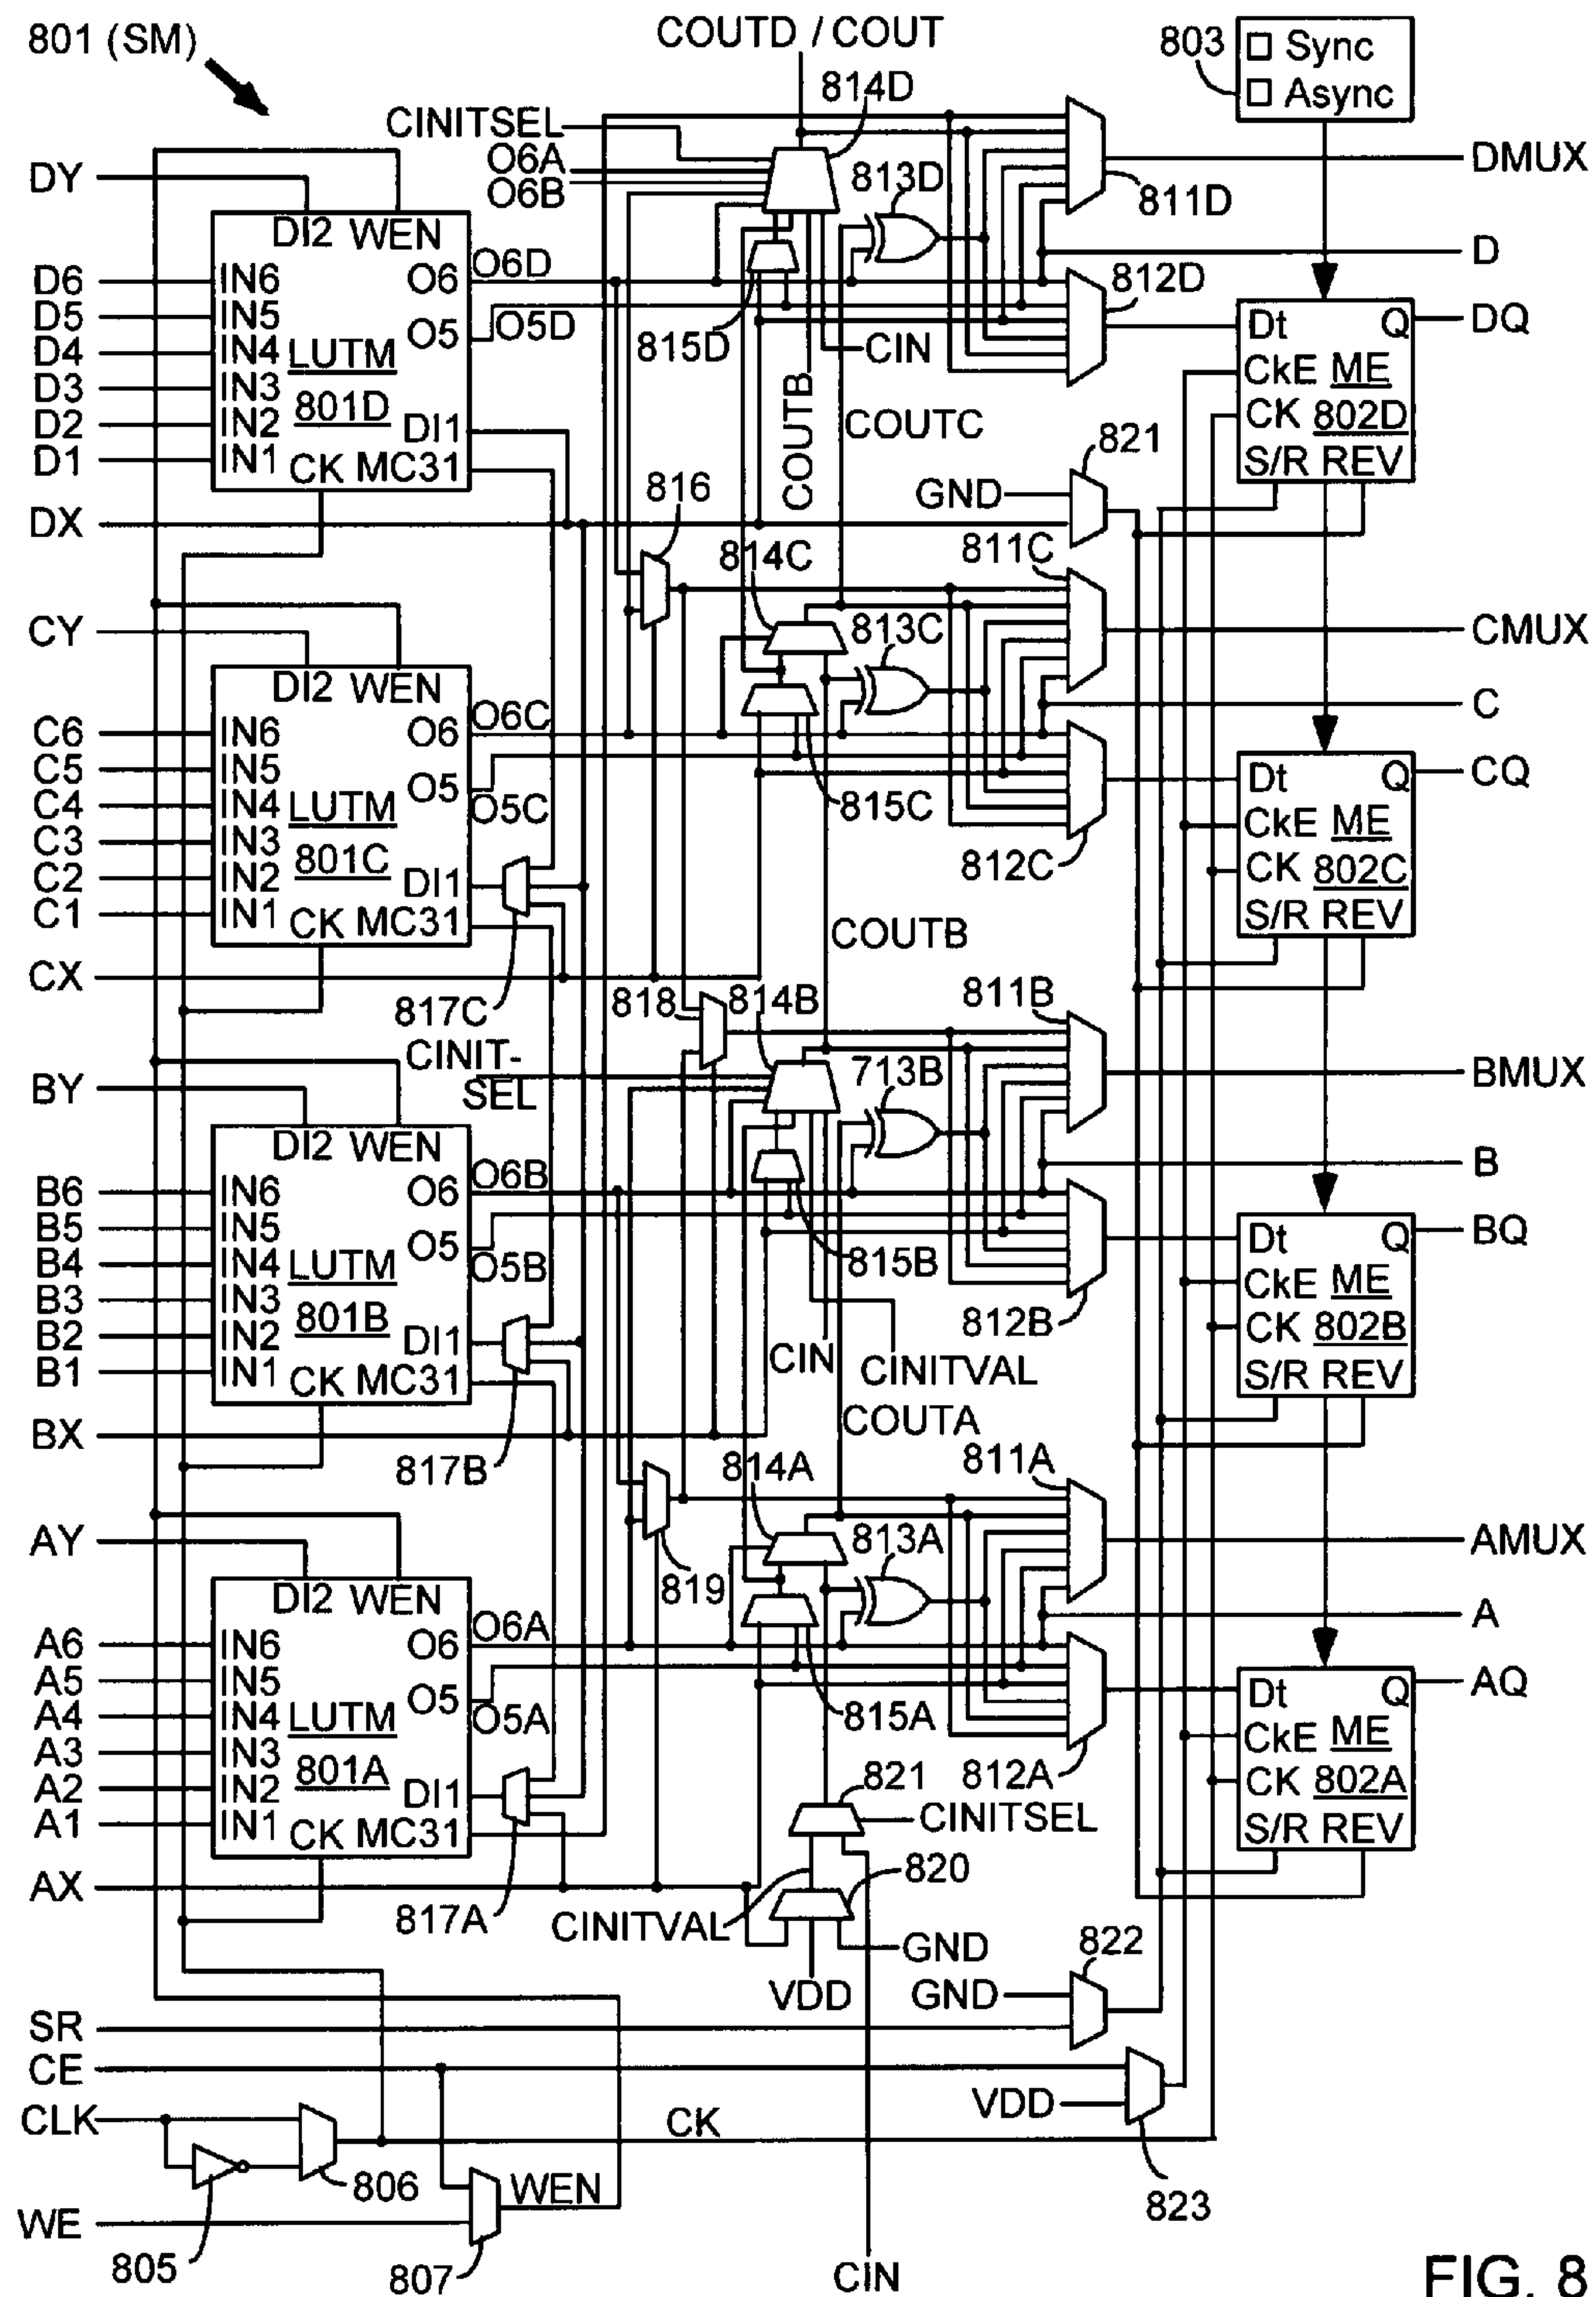 801 (SM)
COUTD / COUT
803
Sync
Async
814D
CINITSEL
O6A
O6B
813D
DMUX
811D
DY
DI2 WEN
D6
IN6
O6
O6D
D
D5
IN5
O5
O5D
815D
CIN
812D
Dt
Q
DQ
D4
IN4
LUTM
D3
IN3
801D
COUTB
COUTC
CkE
ME
D2
IN2
DI1
CK
802D
D1
IN1
CK MC31
821
S/R REV
816
GND
DX
814C
811C
CY
813C
CMUX
DI2 WEN
C6
IN6
O6
O6C
C
C5
IN5
O5
O5C
815C
Dt
Q
CQ
C4
IN4
LUTM
CkE
ME
C3
IN3
801C
812C
C2
IN2
DI1
CK
802C
C1
IN1
CK MC31
S/R REV
COUTB
CX
817C
818
814B
811B
CINIT-
SEL
713B
BMUX
BY
DI2 WEN
B6
IN6
O6
O6B
B
B5
IN5
O5
O5B
815B
Dt
Q
BQ
B4
IN4
LUTM
CkE
ME
B3
IN3
801B
812B
B2
IN2
DI1
CIN
CINITVAL
CK
802B
B1
IN1
CK MC31
S/R REV
COUTA
BX
817B
814A
811A
AY
813A
AMUX
819
DI2 WEN
A6
IN6
O6
O6A
A
A5
IN5
O5
O5A
815A
Dt
Q
AQ
A4
IN4
LUTM
CkE
ME
A3
IN3
801A
812A
A2
IN2
DI1
821
CK
802A
A1
IN1
CK MC31
CINITSEL
S/R REV
820
AX
817A
CINITVAL
GND
822
VDD
GND
SR
CE
VDD
CLK
CK
806
WEN
823
WE
805
807
CIN
FIG. 8